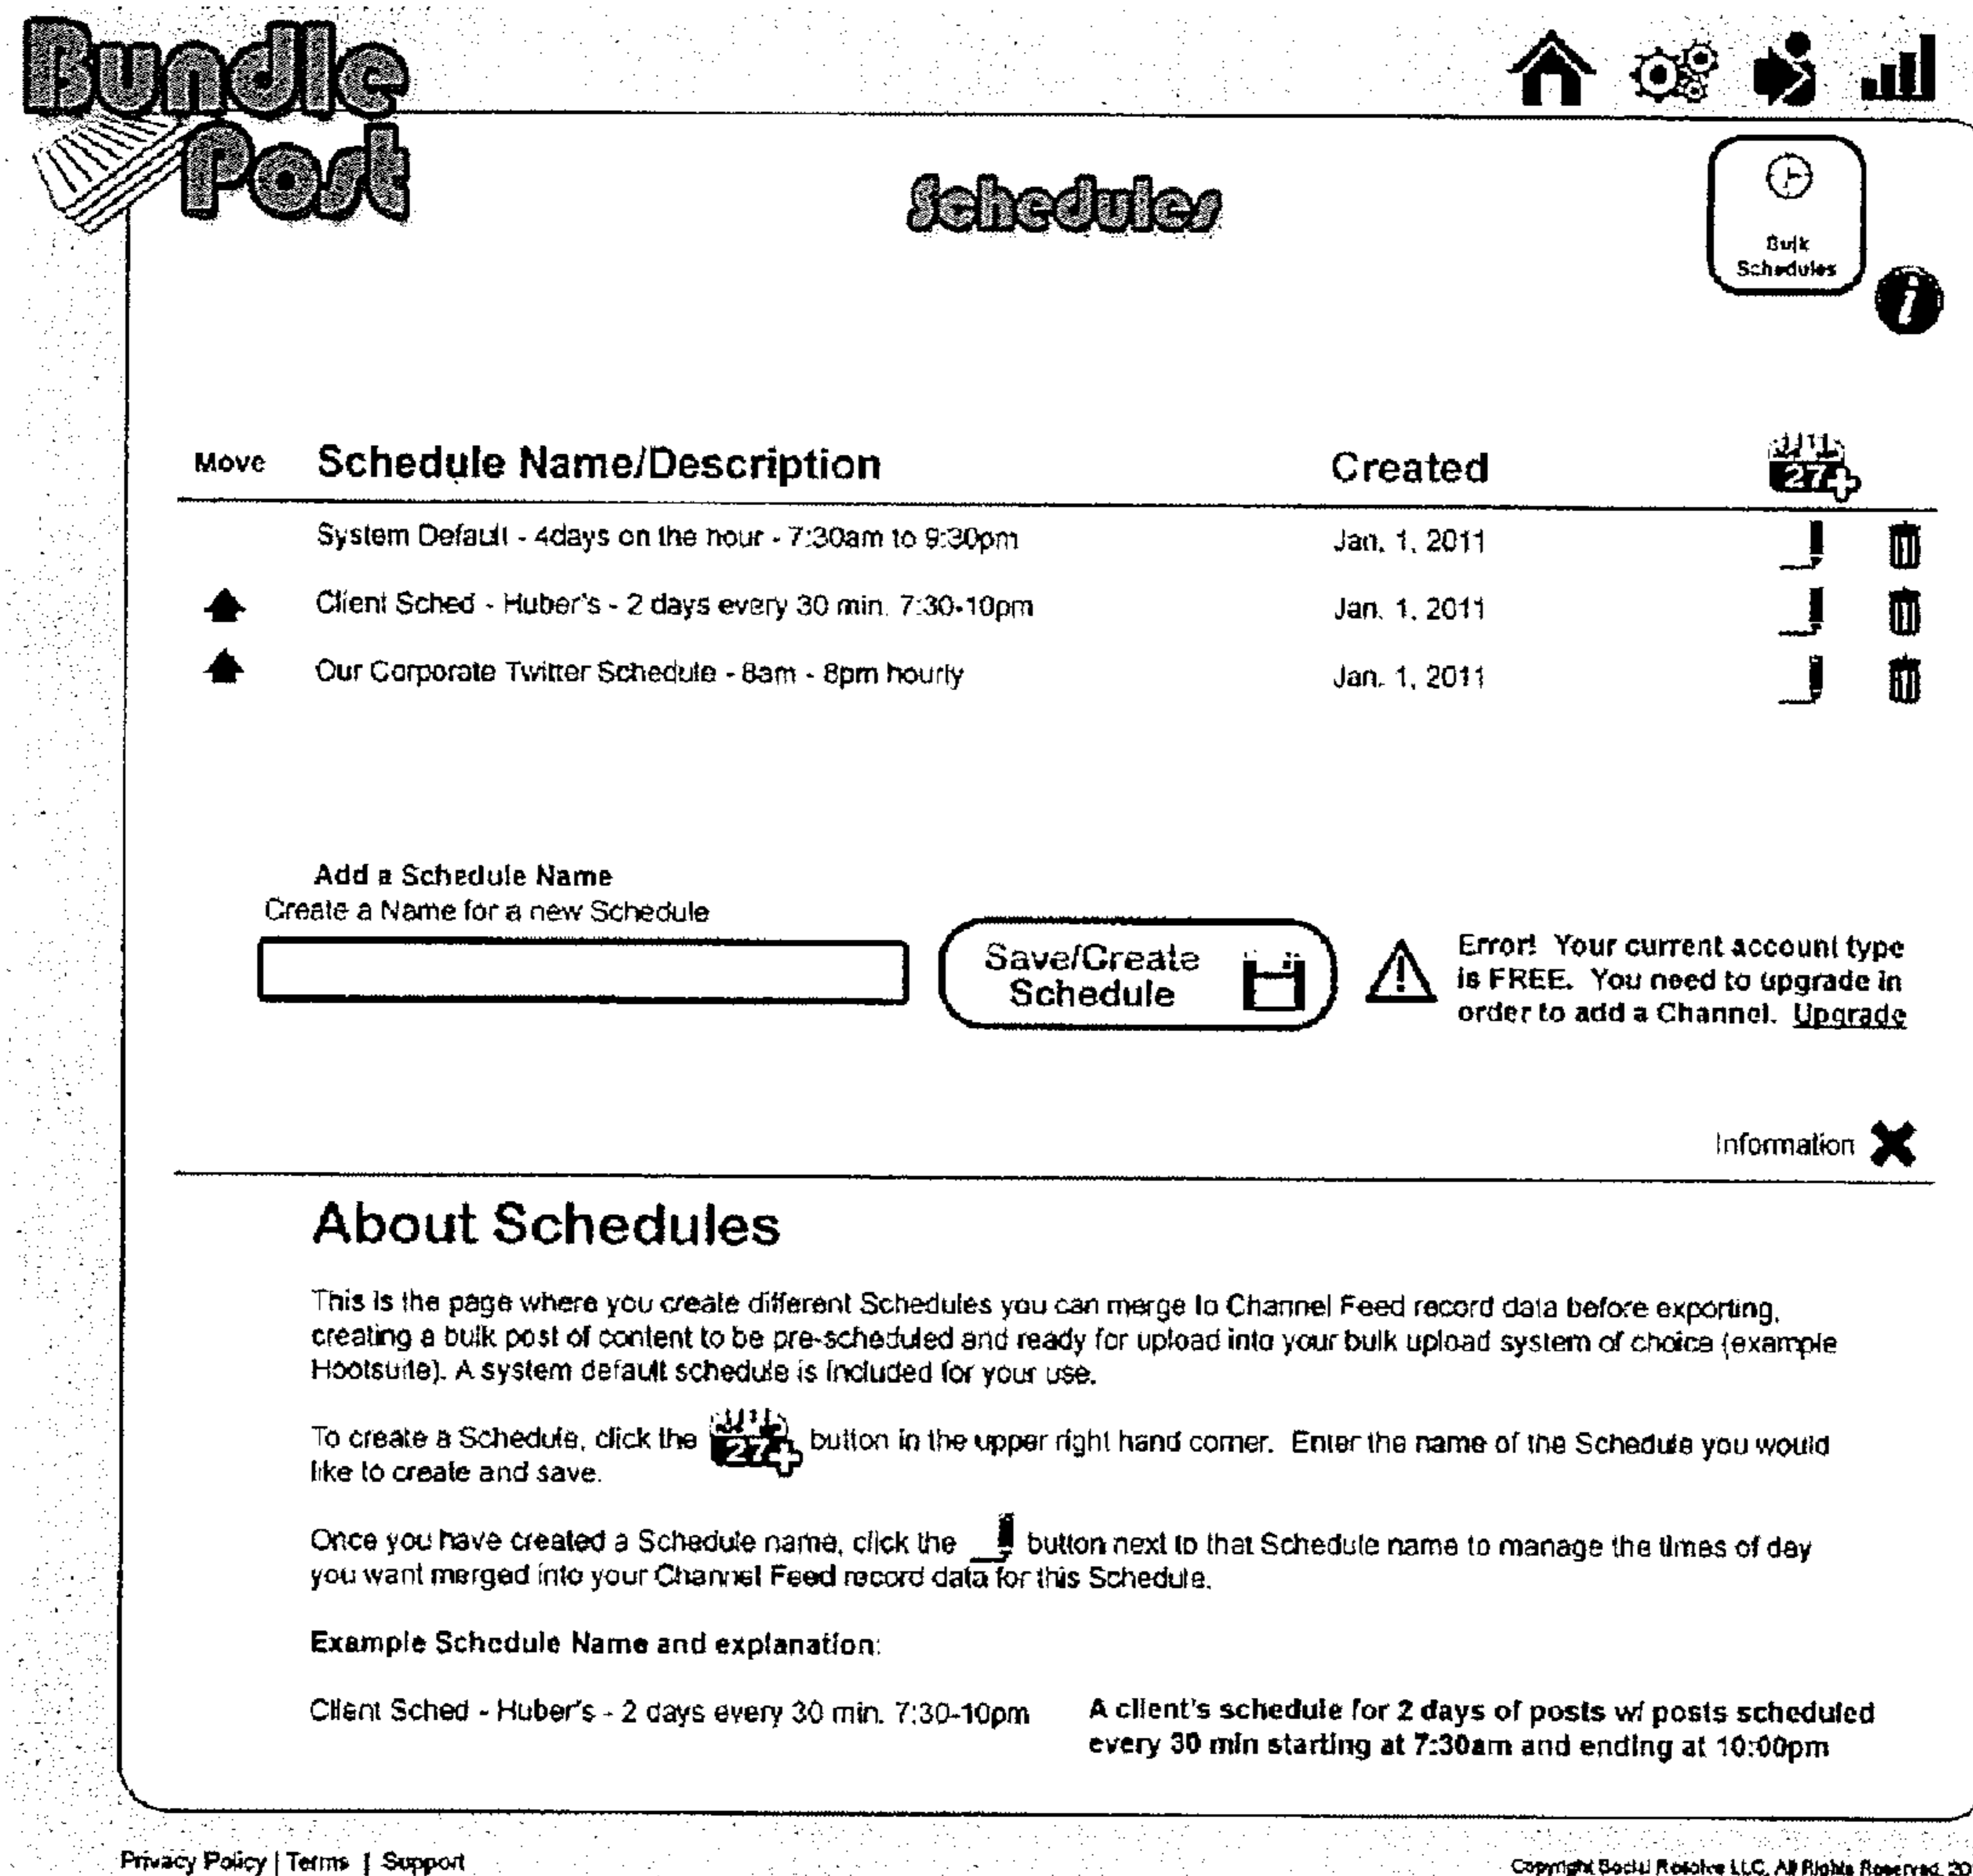 Bundle
Post
Schedules
Bulk
Schedules
Move Schedule Name/Description Created 27+
System Default - 4days on the hour - 7:30am to 9:30pm Jan. 1, 2011
Client Sched - Huber's - 2 days every 30 min. 7:30-10pm Jan. 1, 2011
Our Corporate Twitter Schedule - 8am - 8pm hourly Jan. 1, 2011
Add a Schedule Name
Create a Name for a new Schedule
Save/Create
Schedule
Error! Your current account type
is FREE. You need to upgrade in
order to add a Channel. Upgrade
Information
About Schedules
This is the page where you create different Schedules you can merge to Channel Feed record data before exporting,
creating a bulk post of content to be pre-scheduled and ready for upload into your bulk upload system of choice (example
Hootsuite). A system default schedule is included for your use.
To create a Schedule, click the 27+ button in the upper right hand corner. Enter the name of the Schedule you would
like to create and save.
Once you have created a Schedule name, click the button next to that Schedule name to manage the times of day
you want merged into your Channel Feed record data for this Schedule.
Example Schedule Name and explanation:
Client Sched - Huber's - 2 days every 30 min. 7:30-10pm
A client's schedule for 2 days of posts w/ posts scheduled
every 30 min starting at 7:30am and ending at 10:00pm
Privacy Policy | Terms | Support
Copyright Social Resolve LLC. All Rights Reserved. 20